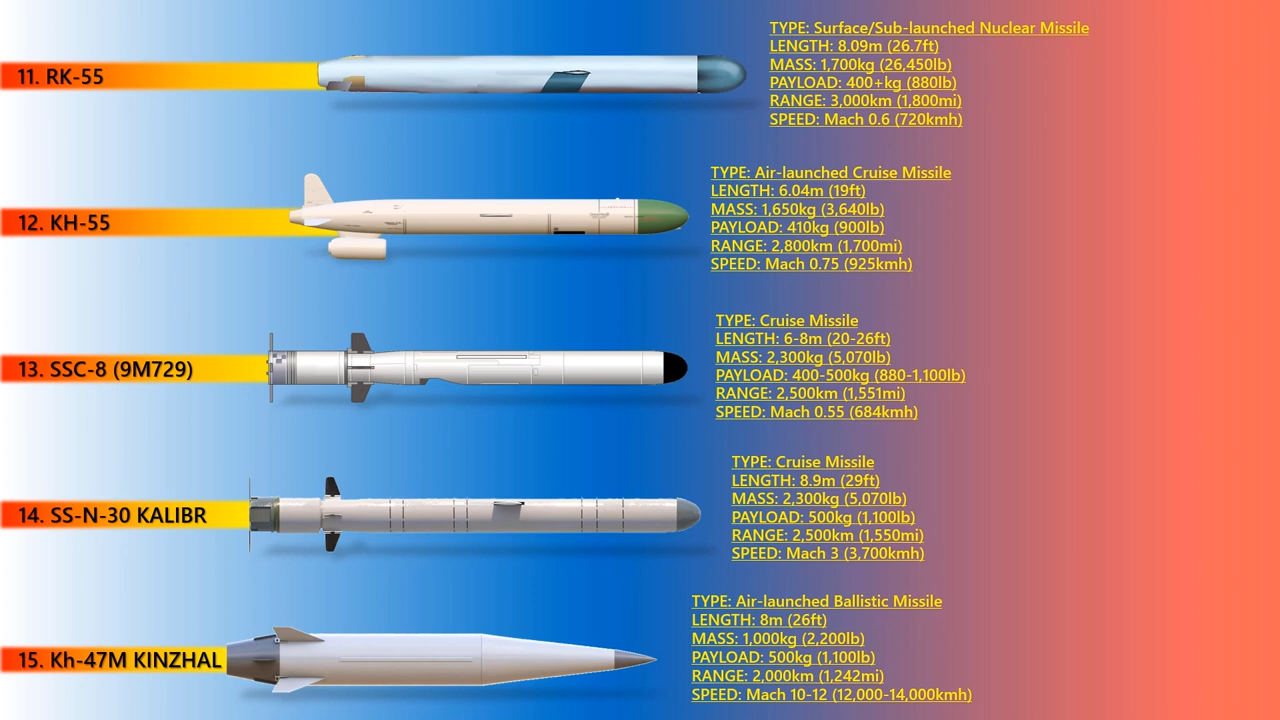 11. RK-55
TYPE: Surface/Sub-launched Nuclear Missile
LENGTH: 8.09m (26.7ft)
MASS: 1,700kg (26,450lb)
PAYLOAD: 400+kg (880lb)
RANGE: 3,000km (1,800mi)
SPEED: Mach 0.6 (720kmh)
12. KH-55
TYPE: Air-launched Cruise Missile
LENGTH: 6.04m (19ft)
MASS: 1,650kg (3,640lb)
PAYLOAD: 410kg (900lb)
RANGE: 2,800km (1,700mi)
SPEED: Mach 0.75 (925kmh)
13. SSC-8 (9M729)
TYPE: Cruise Missile
LENGTH: 6-8m (20-26ft)
MASS: 2,300kg (5,070lb)
PAYLOAD: 400-500kg (880-1,100lb)
RANGE: 2,500km (1,551mi)
SPEED: Mach 0.55 (684kmh)
14. SS-N-30 KALIBR
TYPE: Cruise Missile
LENGTH: 8.9m (29ft)
MASS: 2,300kg (5,070lb)
PAYLOAD: 500kg (1,100lb)
RANGE: 2,500km (1,550mi)
SPEED: Mach 3 (3,700kmh)
15. Kh-47M KINZHAL
TYPE: Air-launched Ballistic Missile
LENGTH: 8m (26ft)
MASS: 1,000kg (2,200lb)
PAYLOAD: 500kg (1,100lb)
RANGE: 2,000km (1,242mi)
SPEED: Mach 10-12 (12,000-14,000kmh)